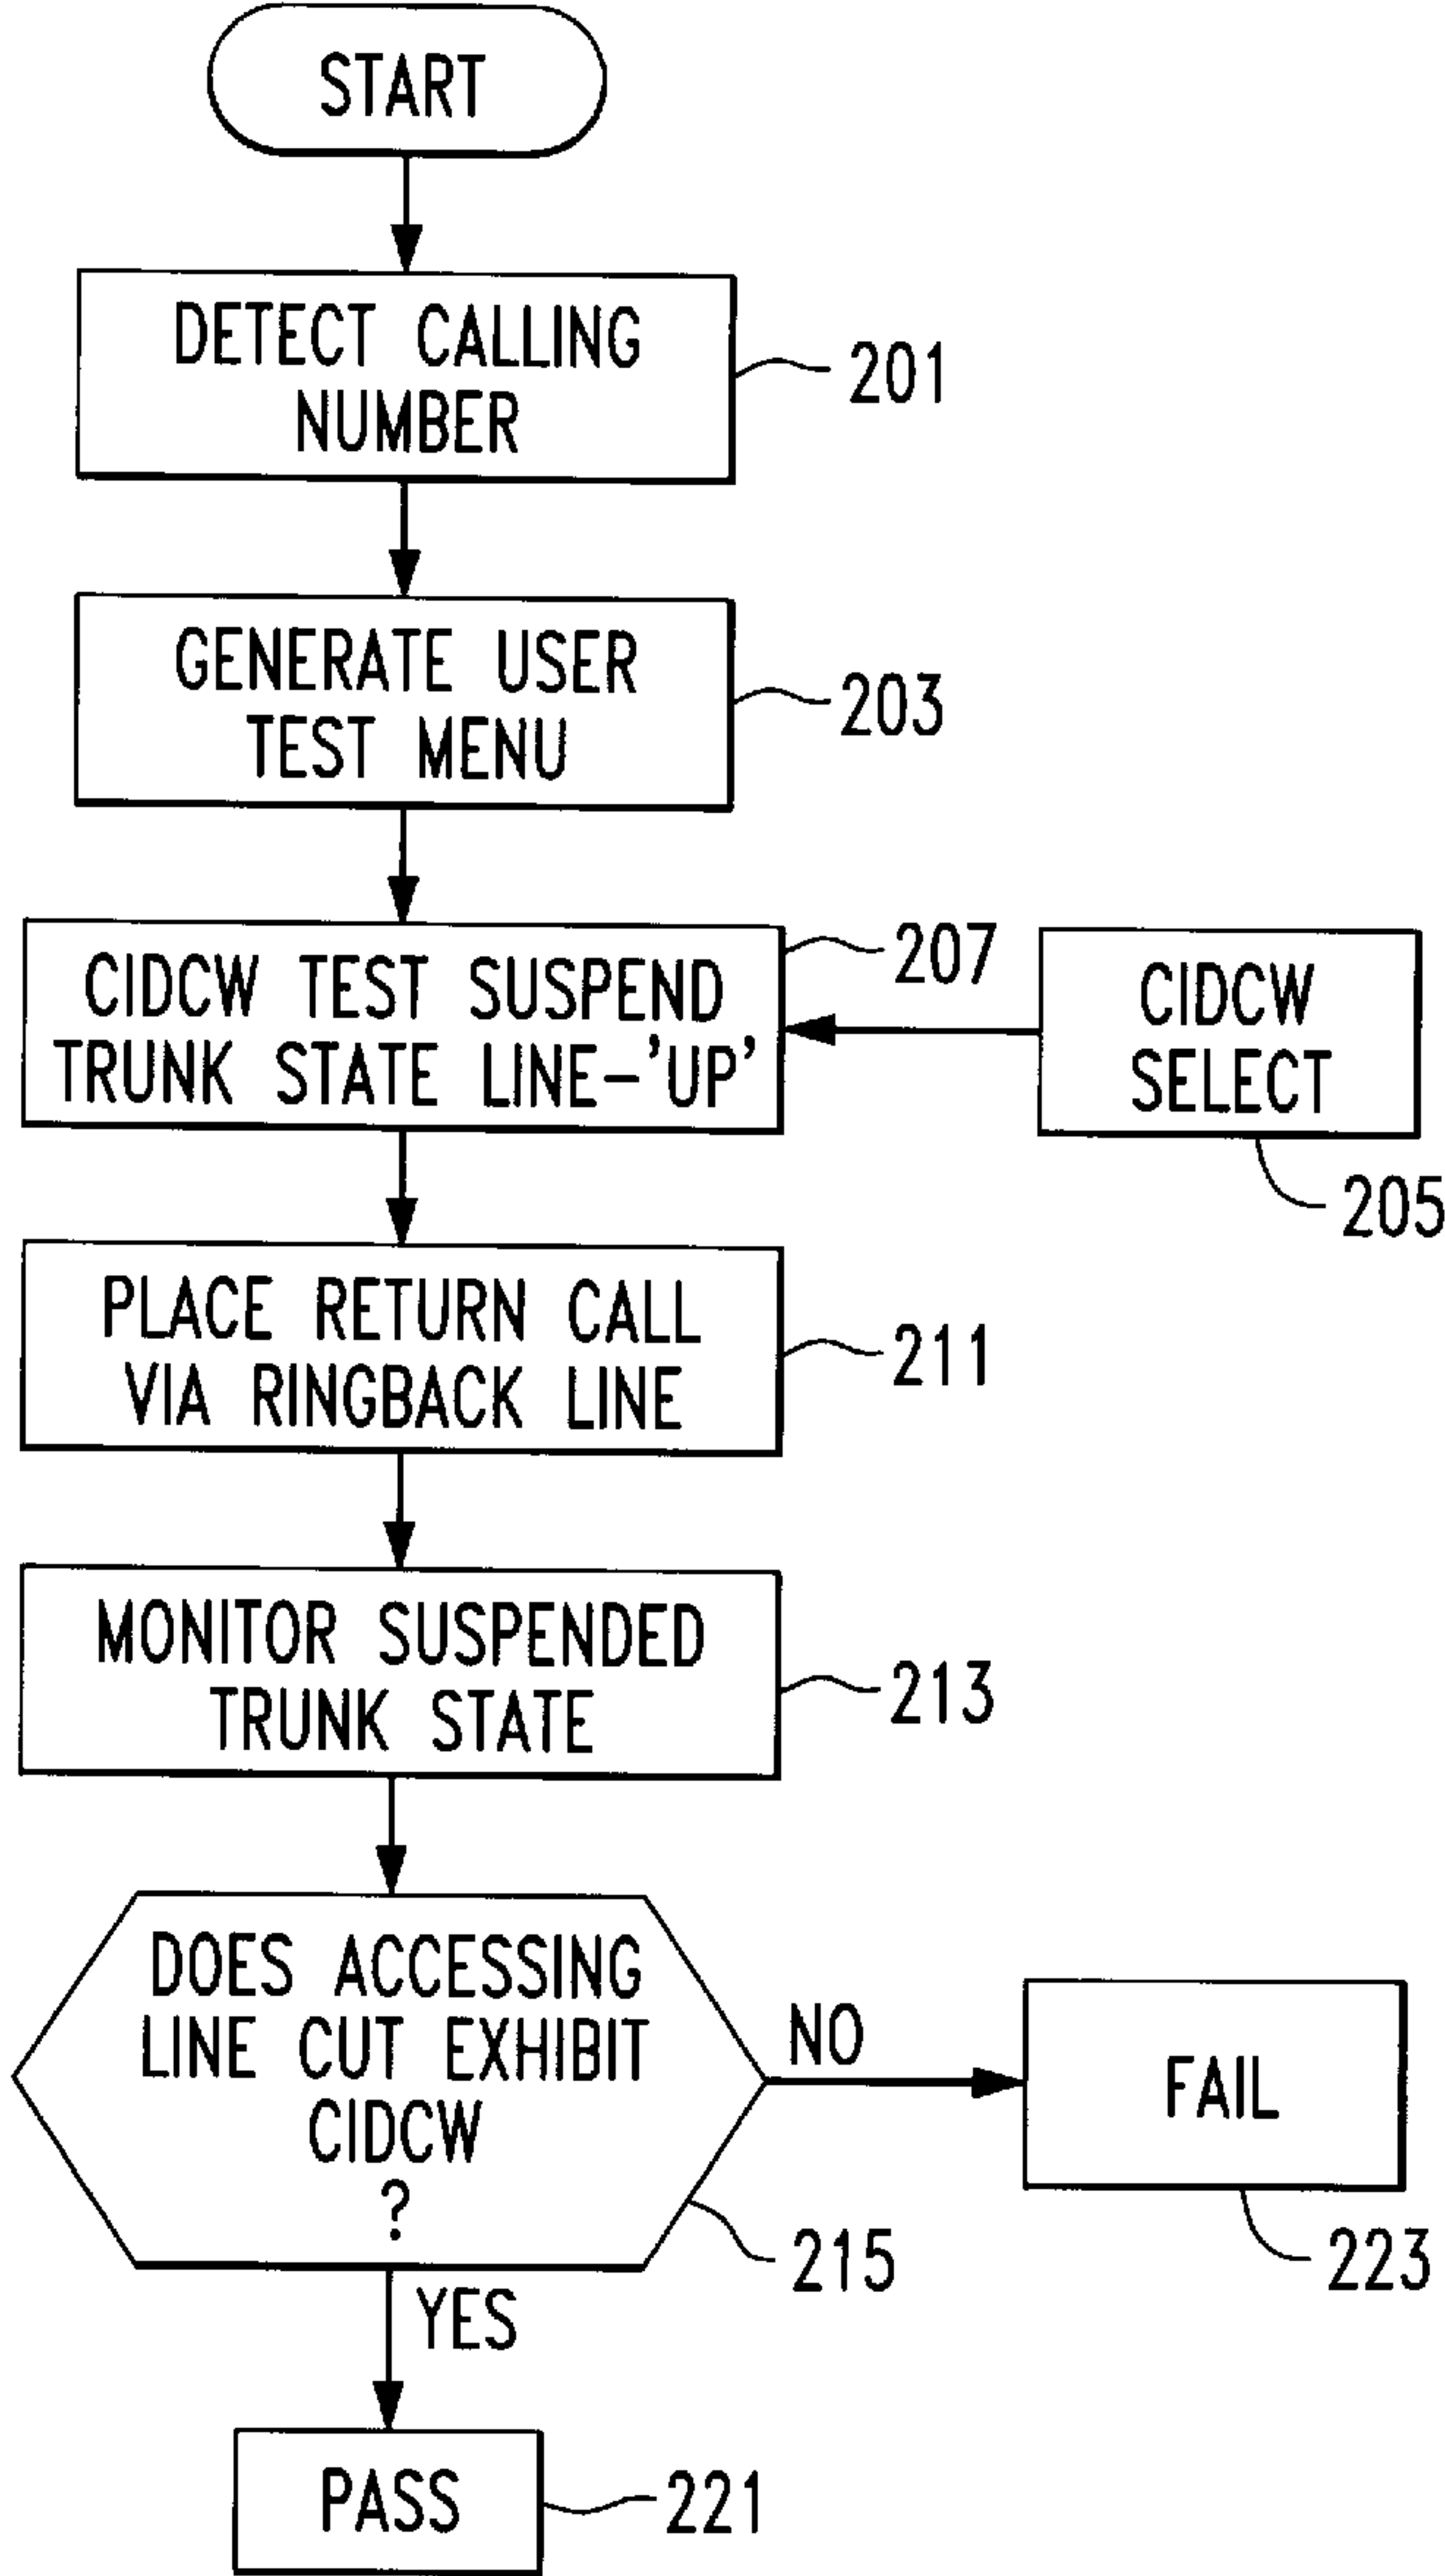 START
DETECT CALLING
NUMBER
201
GENERATE USER
TEST MENU
203
CIDCW TEST SUSPEND
TRUNK STATE LINE-'UP'
207
CIDCW
SELECT
205
PLACE RETURN CALL
VIA RINGBACK LINE
211
MONITOR SUSPENDED
TRUNK STATE
213
DOES ACCESSING
LINE CUT EXHIBIT
CIDCW
?
215
NO
FAIL
223
YES
PASS
221